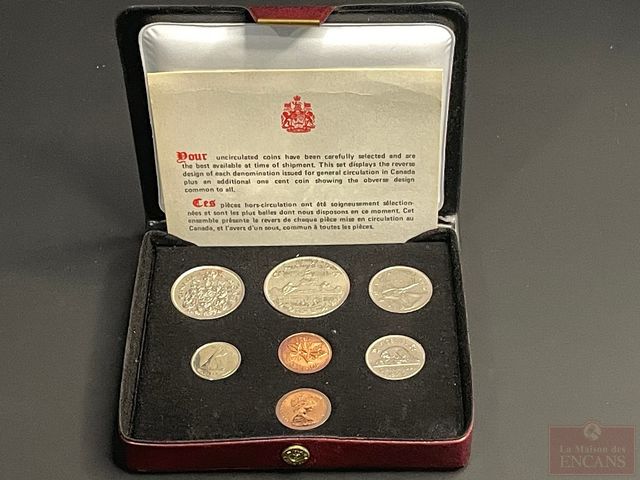 Your uncirculated coins have been carefully selected and are
the best available at time of shipment. This set displays the reverse
design of each denomination issued for general circulation in Canada
plus an additional one cent coin showing the obverse design
common to all.
Ces pièces hors-circulation ont été soigneusement sélection-
nées et sont les plus belles dont nous disposons en ce moment. Cet
ensemble présente le revers de chaque pièce mise en circulation au
Canada, et l'avers d'un sous, commun à toutes les pièces.
La Maison des
ENCANS